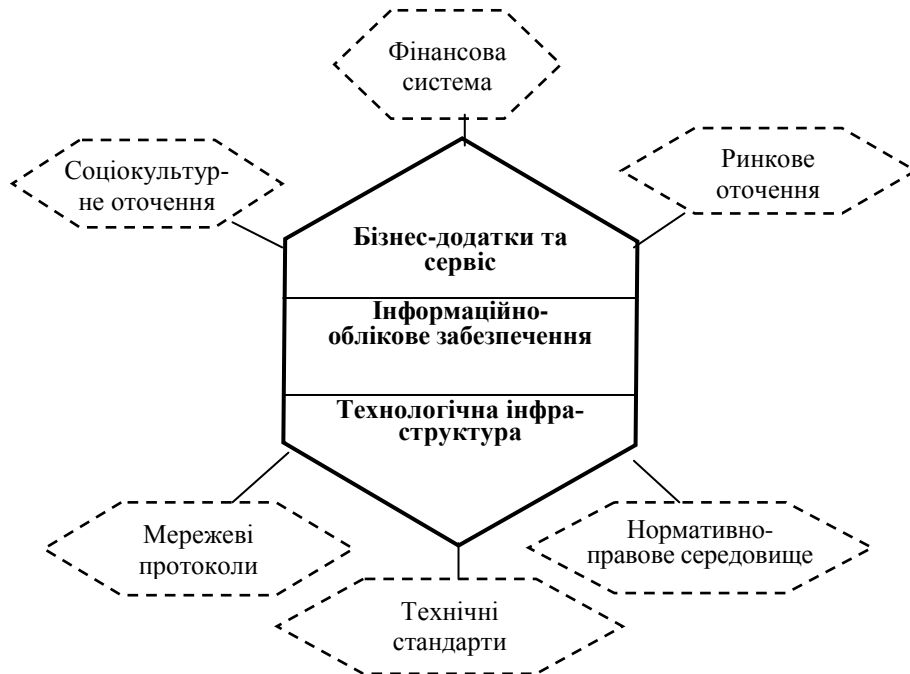 Фінансова
система
Соціокультур-
не оточення
Ринкове
оточення
Бізнес-додатки та
сервіс
Інформаційно-
облікове забезпечення
Технологічна інфра-
структура
Мережеві
протоколи
Нормативно-
правове середовище
Технічні
стандарти